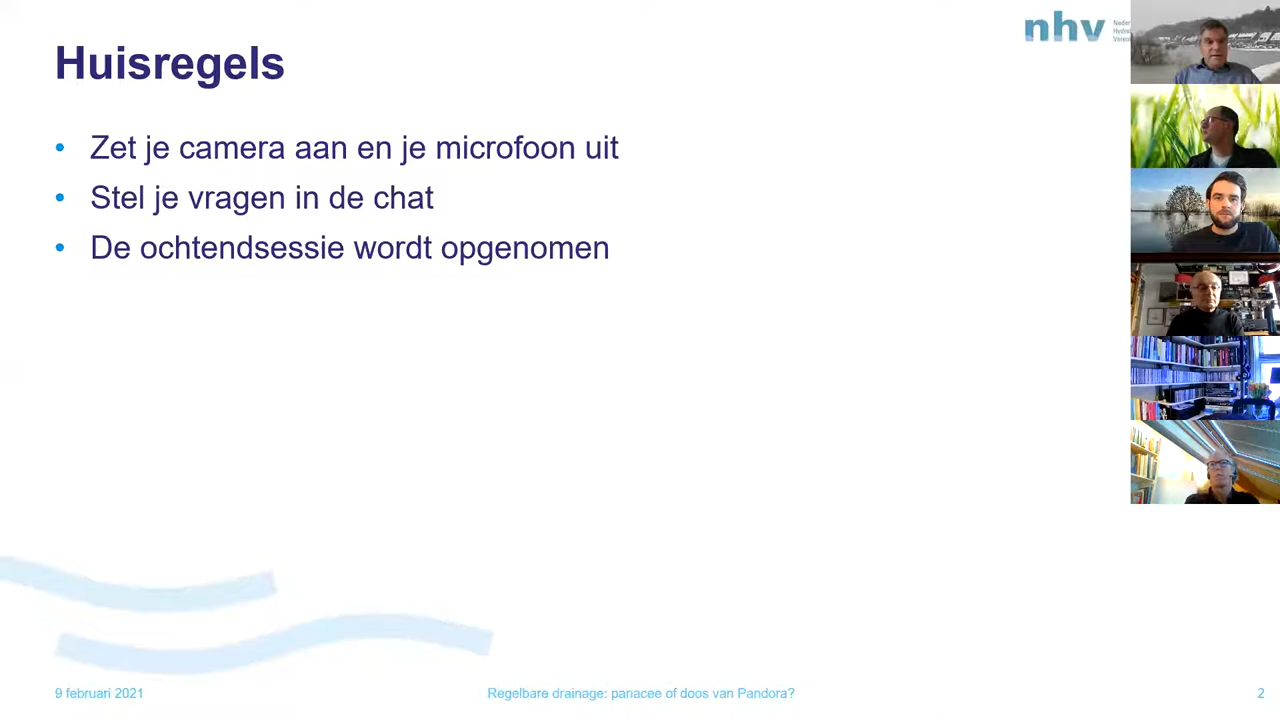 Huisregels
nhv
• Zet je camera aan en je microfoon uit
• Stel je vragen in de chat
• De ochtendsessie wordt opgenomen
9 februari 2021
Regelbare drainage: panacee of doos van Pandora?
2